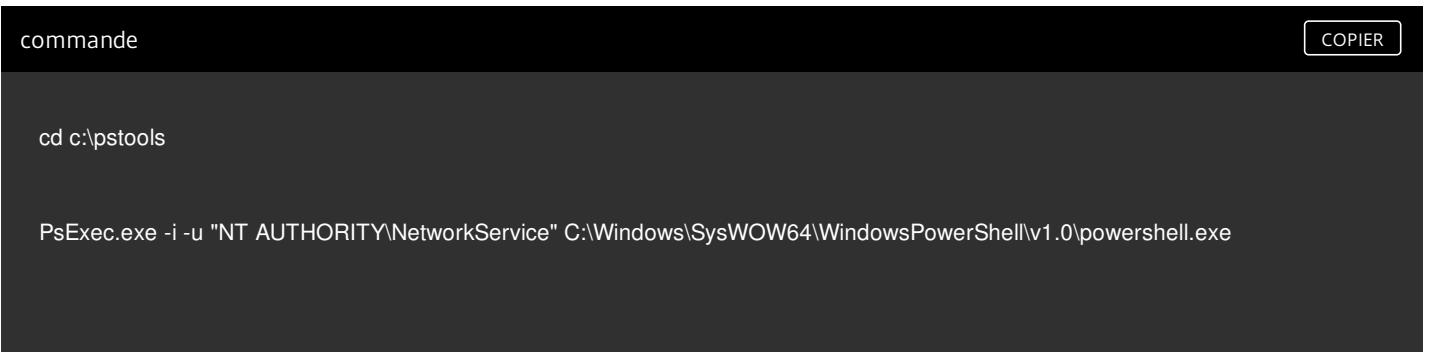 commande
COPIER
cd c:\pstools
PsExec.exe -i -u "NT AUTHORITY\NetworkService" C:\Windows\SysWOW64\WindowsPowerShell\v1.0\powershell.exe